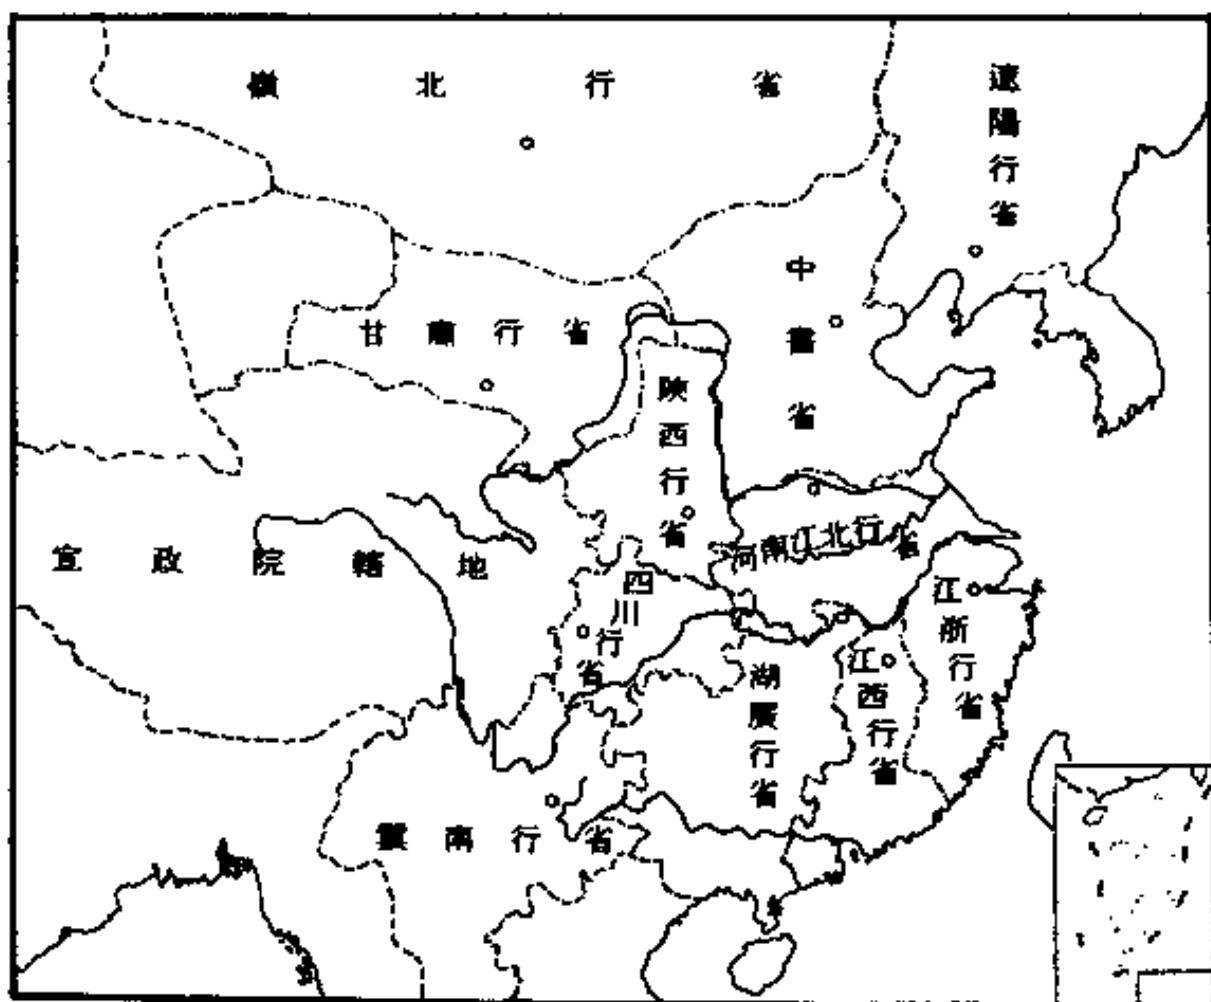 嶺北行省
遼陽行省
中書省
甘肅行省
陝西行省
河南江北行省
宣政院轄地
四川行省
江浙行省
江西行省
湖廣行省
雲南行省